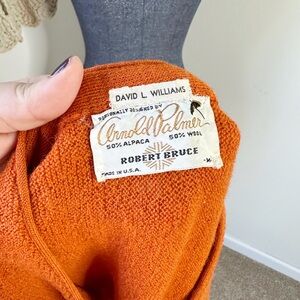 DAVID L. WILLIAMS
PERSONALLY DESIGNED BY
Arnold Palmer
50% ALPACA 50% WOOL
ROBERT BRUCE
MADE IN U.S.A.